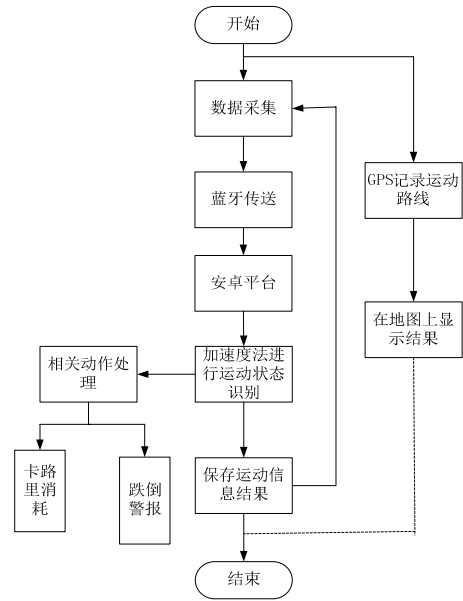 开始
数据采集
蓝牙传送
GPS记录运动
路线
安卓平台
在地图上显
示结果
加速度法进
行运动状态
识别
相关动作处
理
卡路
里消
耗
跌倒
警报
保存运动信
息结果
结束